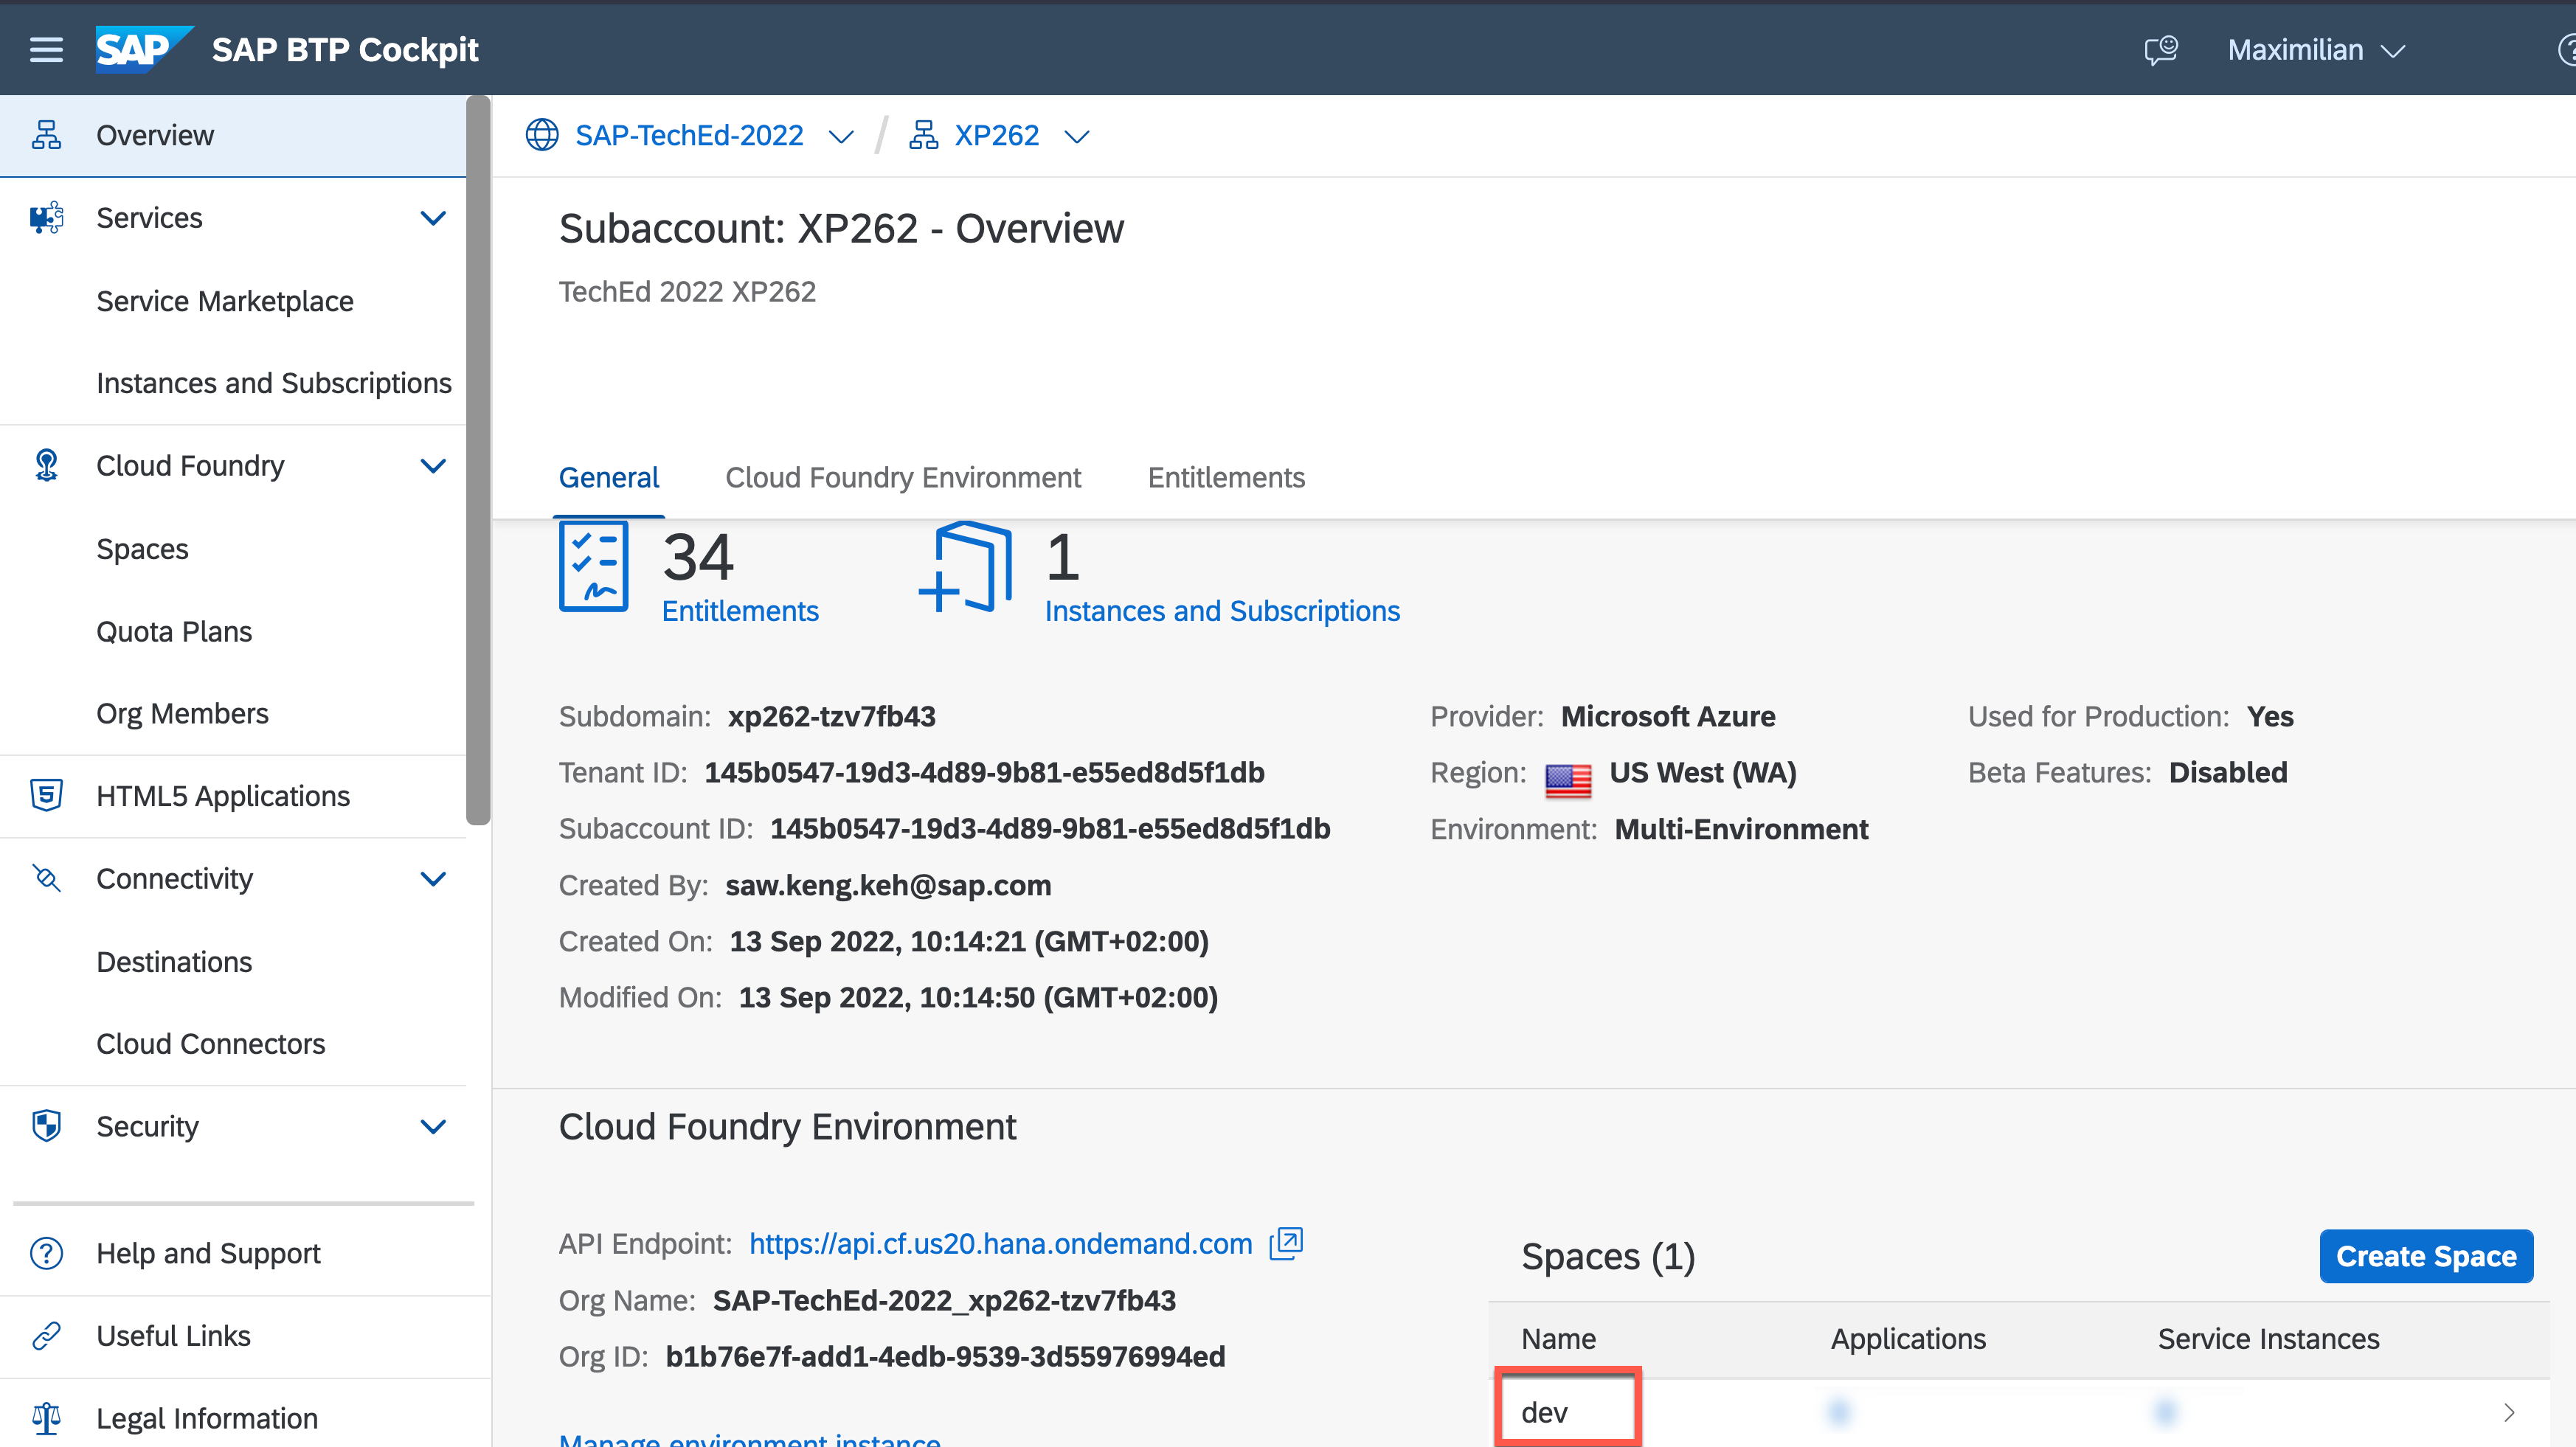 SAP SAP BTP Cockpit
Maximilian
Overview
Services
Service Marketplace
Instances and Subscriptions
Cloud Foundry
Spaces
Quota Plans
Org Members
HTML5 Applications
Connectivity
Destinations
Cloud Connectors
Security
Help and Support
Useful Links
Legal Information
SAP-TechEd-2022 / XP262
Subaccount: XP262 - Overview
TechEd 2022 XP262
General Cloud Foundry Environment Entitlements
34
Entitlements
1
Instances and Subscriptions
Subdomain: xp262-tzv7fb43
Tenant ID: 145b0547-19d3-4d89-9b81-e55ed8d5f1db
Subaccount ID: 145b0547-19d3-4d89-9b81-e55ed8d5f1db
Created By: saw.keng.keh@sap.com
Created On: 13 Sep 2022, 10:14:21 (GMT+02:00)
Modified On: 13 Sep 2022, 10:14:50 (GMT+02:00)
Provider: Microsoft Azure
Region: US West (WA)
Environment: Multi-Environment
Used for Production: Yes
Beta Features: Disabled
Cloud Foundry Environment
API Endpoint: https://api.cf.us20.hana.ondemand.com
Org Name: SAP-TechEd-2022_xp262-tzv7fb43
Org ID: b1b76e7f-add1-4edb-9539-3d55976994ed
Manage environment instance
Spaces (1)
Create Space
Name Applications Service Instances
dev